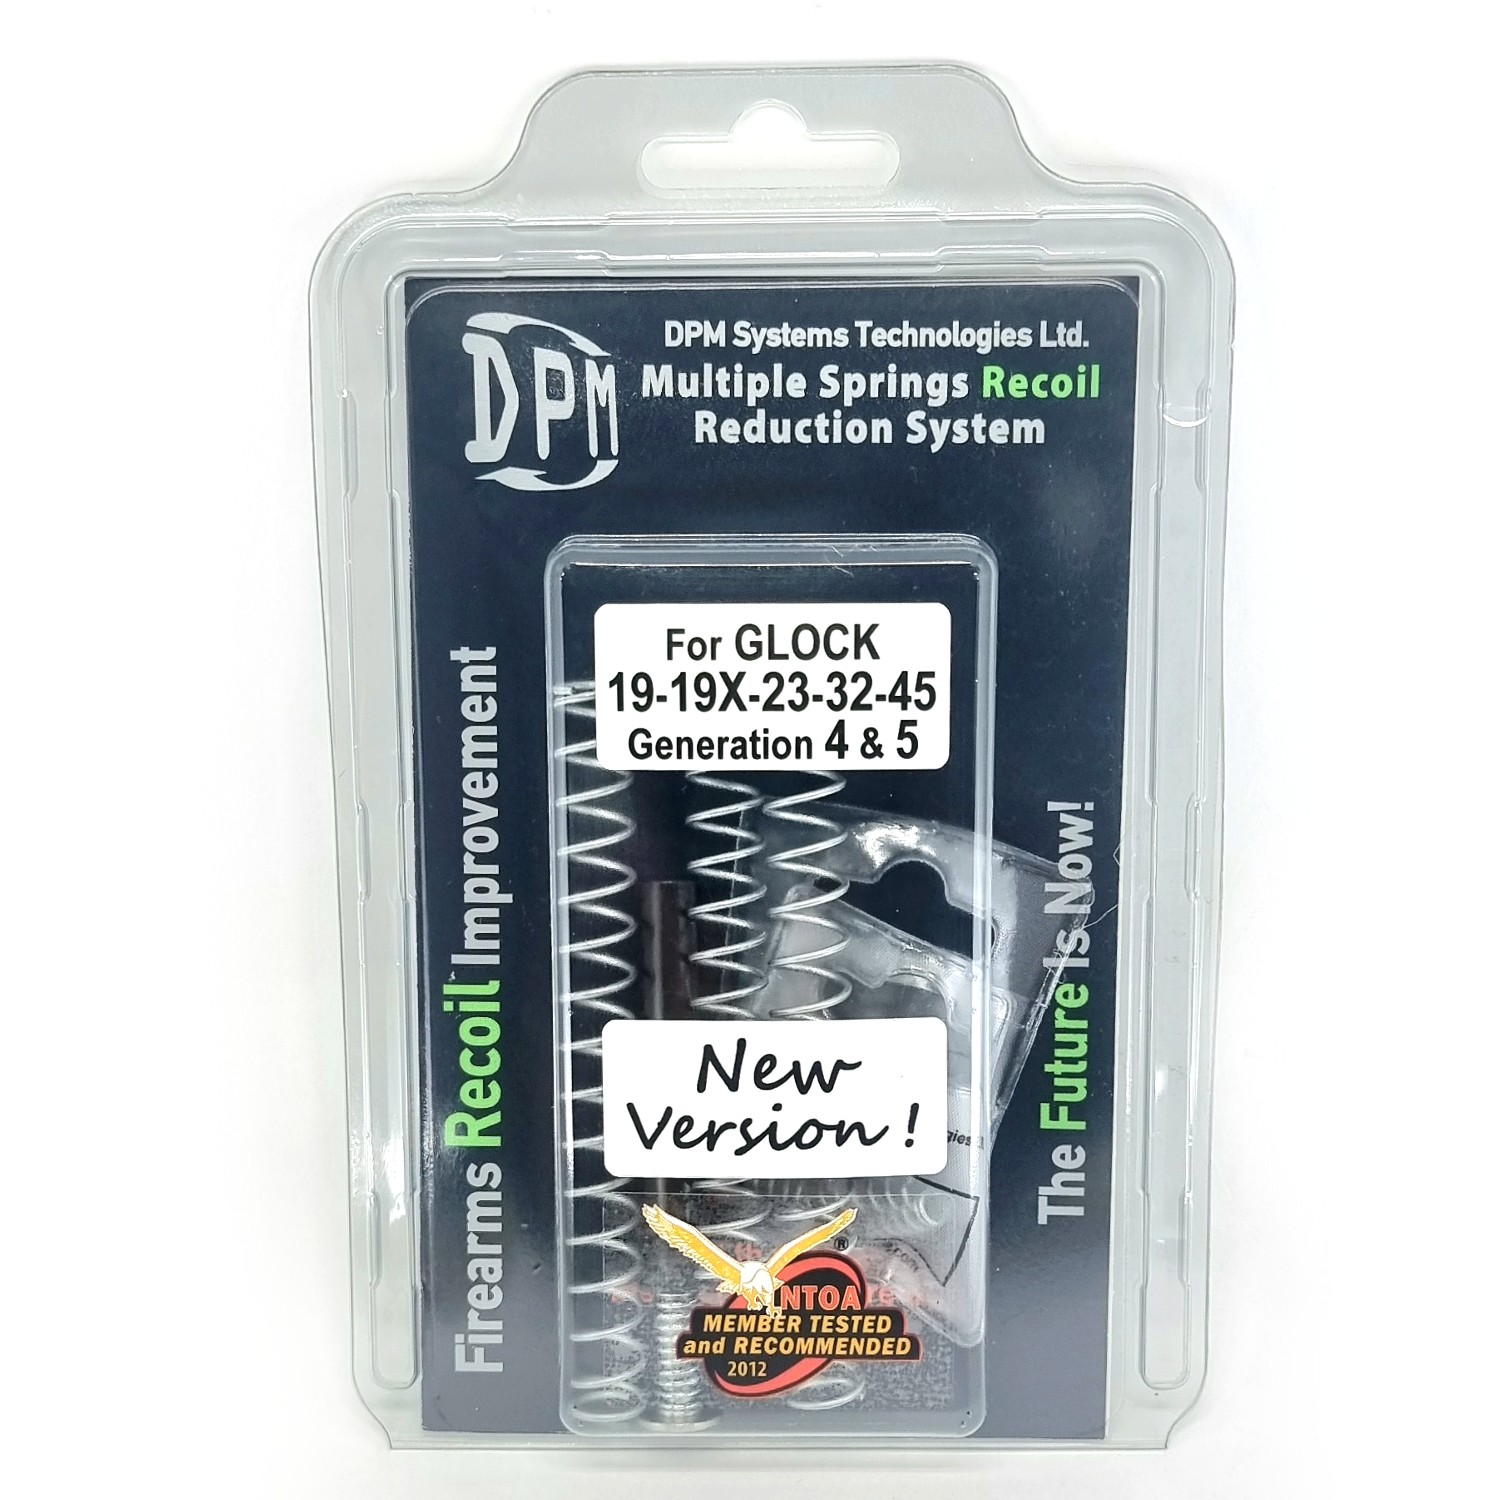 DPM
DPM Systems Technologies Ltd.
Multiple Springs Recoil
Reduction System
For GLOCK
19-19X-23-32-45
Generation 4 & 5
Firearms Recoil Improvement
The Future Is Now!
New
Version!
®
NTOA
MEMBER TESTED
and RECOMMENDED
2012